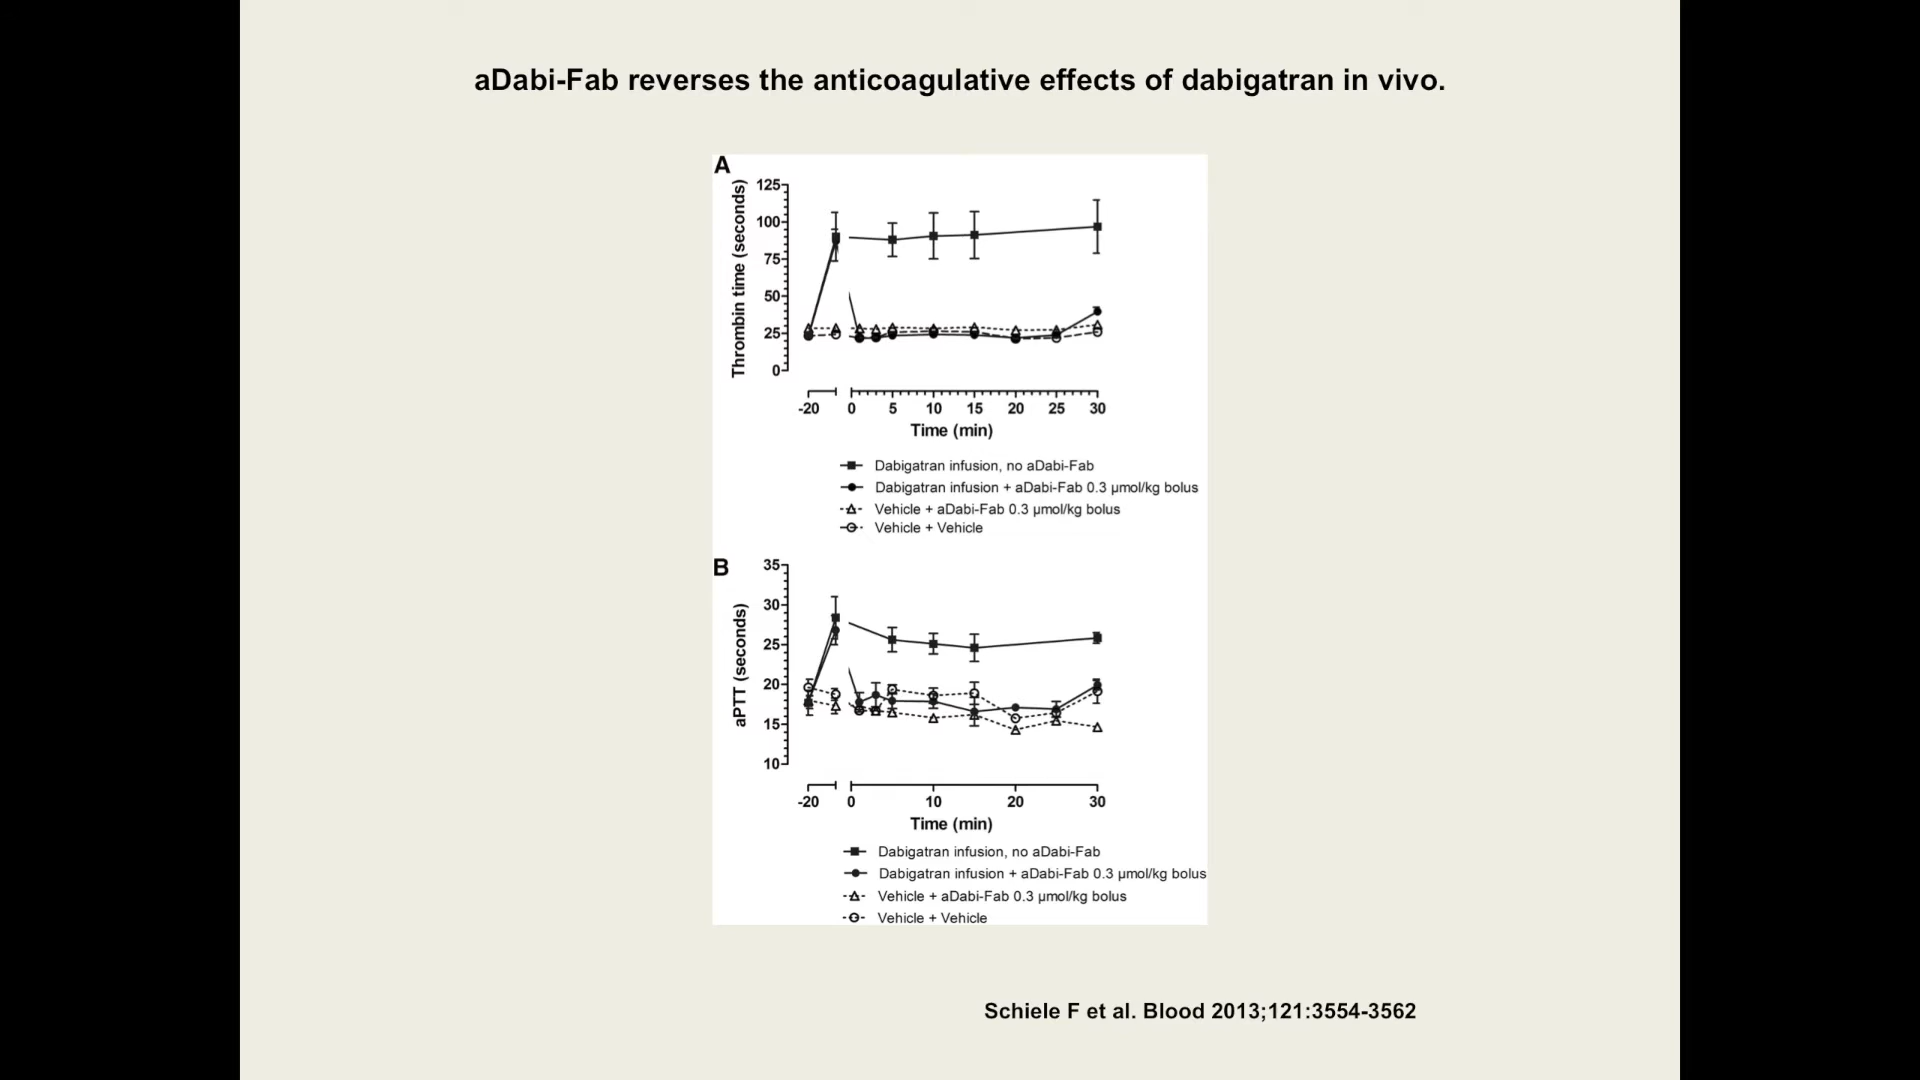 aDabi-Fab reverses the anticoagulative effects of dabigatran in vivo.
A
Thrombin time (seconds)
125
100
75
50
25
0
-20 0 5 10 15 20 25 30
Time (min)
Dabigatran infusion, no aDabi-Fab
Dabigatran infusion + aDabi-Fab 0.3 µmol/kg bolus
Vehicle + aDabi-Fab 0.3 µmol/kg bolus
Vehicle + Vehicle
B
aPTT (seconds)
35
30
25
20
15
10
-20 0 10 20 30
Time (min)
Dabigatran infusion, no aDabi-Fab
Dabigatran infusion + aDabi-Fab 0.3 µmol/kg bolus
Vehicle + aDabi-Fab 0.3 µmol/kg bolus
Vehicle + Vehicle
Schiele F et al. Blood 2013;121:3554-3562